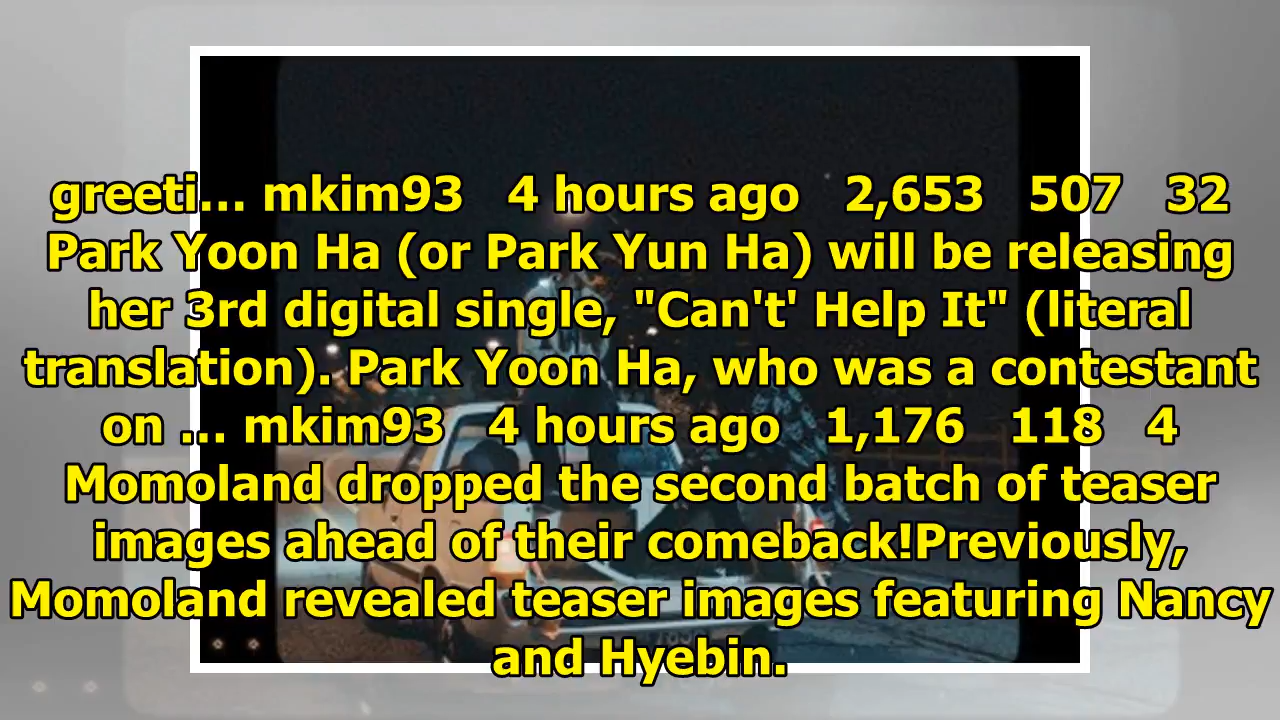 greeti... mkim93 4 hours ago 2,653 507 32
Park Yoon Ha (or Park Yun Ha) will be releasing
her 3rd digital single, "Can't' Help It" (literal
translation). Park Yoon Ha, who was a contestant
on ... mkim93 4 hours ago 1,176 118 4
Momoland dropped the second batch of teaser
images ahead of their comeback!Previously,
Momoland revealed teaser images featuring Nancy
and Hyebin.